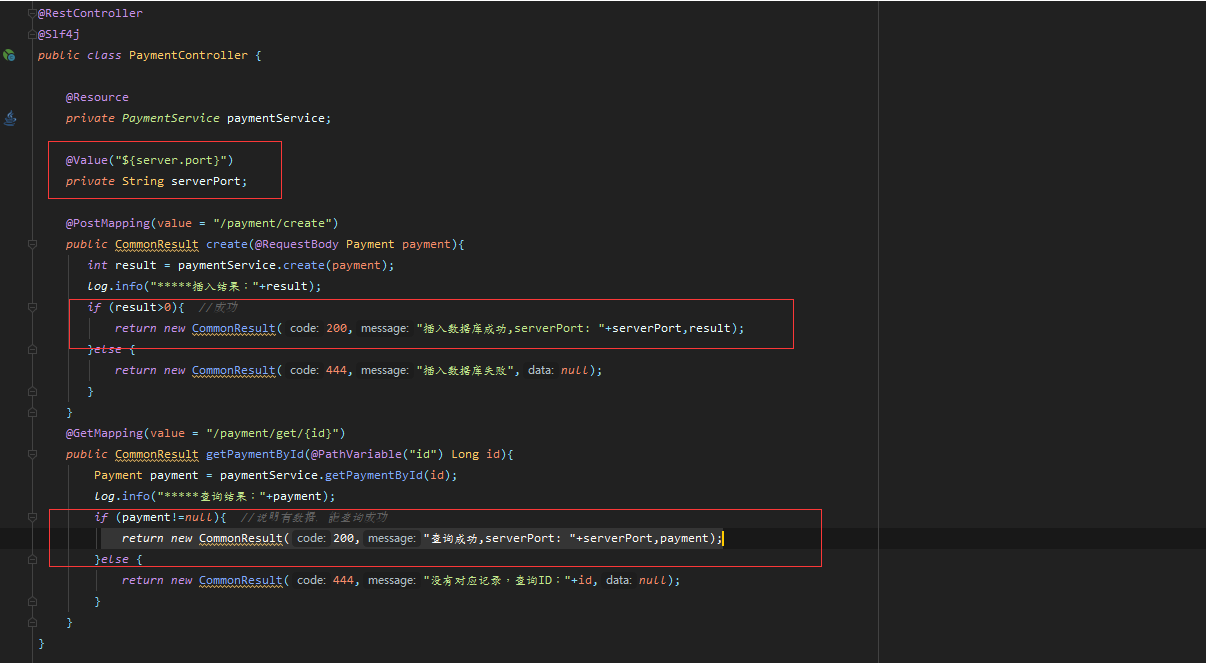 @RestController
@Slf4j
public class PaymentController {
@Resource
private PaymentService paymentService;
@Value("${server.port}")
private String serverPort;
@PostMapping(value = "/payment/create")
public CommonResult create(@RequestBody Payment payment){
int result = paymentService.create(payment);
log.info("*****插入结果："+result);
if (result>0){ //成功
return new CommonResult( code: 200, message: "插入数据库成功,serverPort: "+serverPort,result);
}else {
return new CommonResult( code: 444, message: "插入数据库失败", data: null);
}
}
@GetMapping(value = "/payment/get/{id}")
public CommonResult getPaymentById(@PathVariable("id") Long id){
Payment payment = paymentService.getPaymentById(id);
log.info("*****查询结果："+payment);
if (payment!=null){ //说明有数据，能查询成功
return new CommonResult( code: 200, message: "查询成功,serverPort: "+serverPort,payment);
}else {
return new CommonResult( code: 444, message: "没有对应记录，查询ID："+id, data: null);
}
}
}